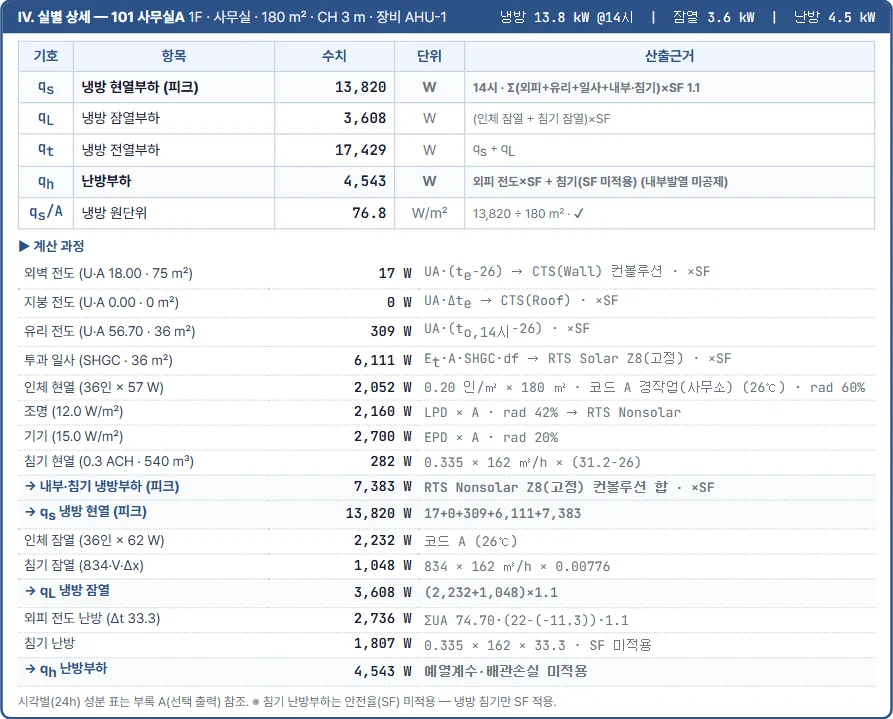 IV. 실별 상세 — 101 사무실A 1F · 사무실 · 180 m² · CH 3 m · 장비 AHU-1 냉방 13.8 kW @14시 | 잠열 3.6 kW | 난방 4.5 kW
기호 항목 수치 단위 산출근거
qs 냉방 현열부하 (피크) 13,820 W 14시 · Σ(외피+유리+일사+내부·침기)×SF 1.1
qL 냉방 잠열부하 3,608 W (인체 잠열 + 침기 잠열)×SF
qt 냉방 전열부하 17,429 W qs + qL
qh 난방부하 4,543 W 외피 전도×SF + 침기(SF 미적용) (내부발열 미공제)
qs/A 냉방 원단위 76.8 W/m² 13,820 ÷ 180 m² · ✓
▶ 계산 과정
외벽 전도 (U·A 18.00 · 75 m²) 17 W UA·(te-26) → CTS(Wall) 컨볼루션 · ×SF
지붕 전도 (U·A 0.00 · 0 m²) 0 W UA·Δte → CTS(Roof) · ×SF
유리 전도 (U·A 56.70 · 36 m²) 309 W UA·(to,14시-26) · ×SF
투과 일사 (SHGC · 36 m²) 6,111 W Et·A·SHGC·df → RTS Solar Z8(고정) · ×SF
인체 현열 (36인 × 57 W) 2,052 W 0.20 인/㎡ × 180 ㎡ · 코드 A 경작업(사무소) (26℃) · rad 60%
조명 (12.0 W/m²) 2,160 W LPD × A · rad 42% → RTS Nonsolar
기기 (15.0 W/m²) 2,700 W EPD × A · rad 20%
침기 현열 (0.3 ACH · 540 m³) 282 W 0.335 × 162 ㎥/h × (31.2-26)
→ 내부·침기 냉방부하 (피크) 7,383 W RTS Nonsolar Z8(고정) 컨볼루션 합 · ×SF
→ qs 냉방 현열 (피크) 13,820 W 17+0+309+6,111+7,383
인체 잠열 (36인 × 62 W) 2,232 W 코드 A (26℃)
침기 잠열 (834·V·Δx) 1,048 W 834 × 162 ㎥/h × 0.00776
→ qL 냉방 잠열 3,608 W (2,232+1,048)×1.1
외피 전도 난방 (Δt 33.3) 2,736 W ΣUA 74.70·(22-(-11.3))·1.1
침기 난방 1,807 W 0.335 × 162 × 33.3 · SF 미적용
→ qh 난방부하 4,543 W 예열계수·배관손실 미적용
시각별(24h) 성분 표는 부록 A(선택 출력) 참조. ※ 침기 난방부하는 안전율(SF) 미적용 — 냉방 침기만 SF 적용.